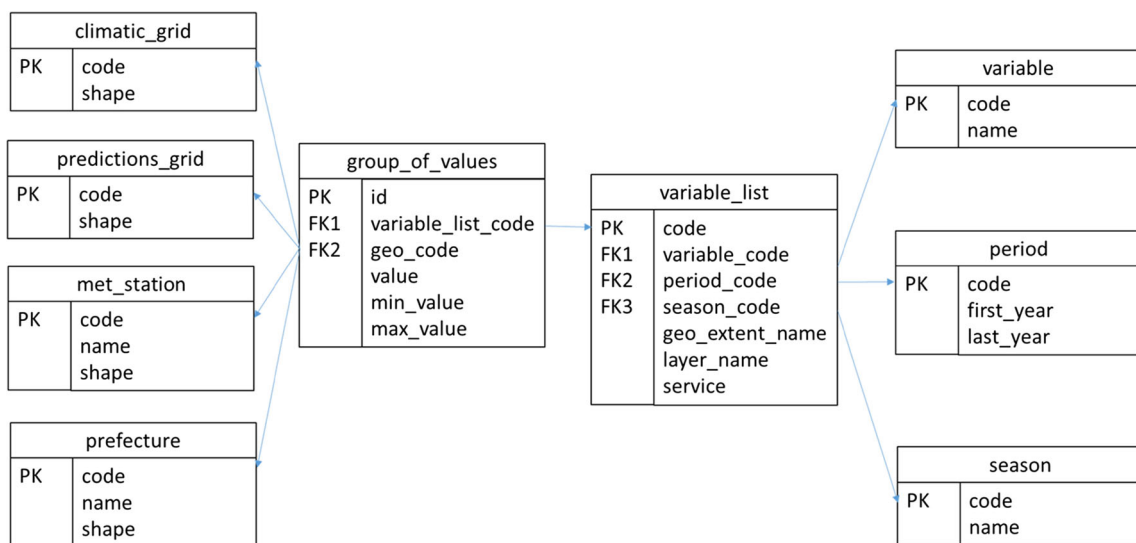 climatic_grid
PK code
shape
predictions_grid
PK code
shape
met_station
PK code
name
shape
prefecture
PK code
name
shape
group_of_values
PK id
FK1 variable_list_code
FK2 geo_code
value
min_value
max_value
variable_list
PK code
FK1 variable_code
FK2 period_code
FK3 season_code
geo_extent_name
layer_name
service
variable
PK code
name
period
PK code
first_year
last_year
season
PK code
name